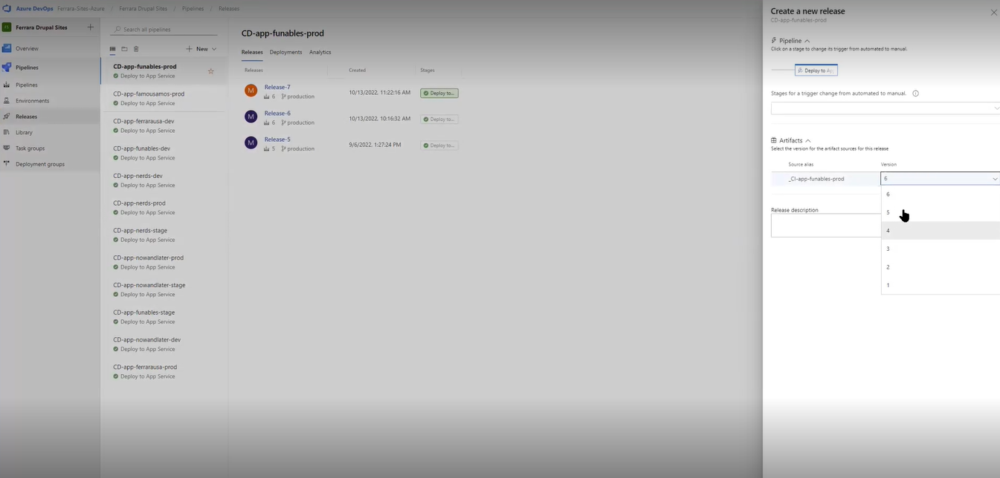 Azure DevOps Ferrara-Sites-Azure / Ferrara Drupal Sites / Pipelines / Releases
Ferrara Drupal Sites
Overview
Pipelines
Pipelines
Environments
Releases
Library
Task groups
Deployment groups
Search all pipelines
New
CD-app-funables-prod
Deploy to App Service
CD-app-famousamos-prod
Deploy to App Service
CD-app-ferrarausa-dev
Deploy to App Service
CD-app-funables-dev
Deploy to App Service
CD-app-nerds-dev
Deploy to App Service
CD-app-nerds-prod
Deploy to App Service
CD-app-nerds-stage
Deploy to App Service
CD-app-nowandlater-prod
Deploy to App Service
CD-app-nowandlater-stage
Deploy to App Service
CD-app-funables-stage
Deploy to App Service
CD-app-nowandlater-dev
Deploy to App Service
CD-app-ferrarausa-prod
Deploy to App Service
CD-app-funables-prod
Releases Deployments Analytics
Releases Created Stages
M Release-7 10/13/2022, 11:22:16 AM Deploy to...
6 production
M Release-6 10/13/2022, 10:16:32 AM Deploy to...
6 production
M Release-5 9/6/2022, 1:27:24 PM Deploy to...
5 production
Create a new release
CD-app-funables-prod
Pipeline
Click on a stage to change its trigger from automated to manual.
Deploy to Ap
Stages for a trigger change from automated to manual.
Artifacts
Select the version for the artifact sources for this release
Source alias Version
_CI-app-funables-prod 6
6
5
4
3
2
1
Release description